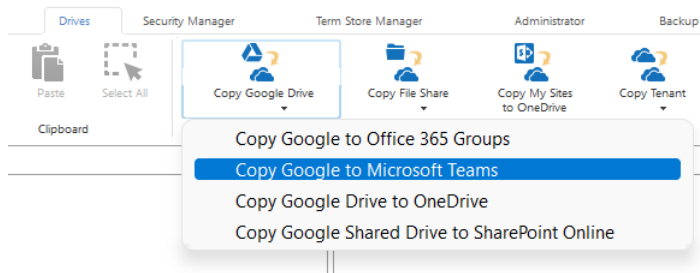 Drives Security Manager Term Store Manager Administrator Backup
Paste Select All Copy Google Drive Copy File Share Copy My Sites Copy Tenant
to OneDrive
Clipboard
Copy Google to Office 365 Groups
Copy Google to Microsoft Teams
Copy Google Drive to OneDrive
Copy Google Shared Drive to SharePoint Online